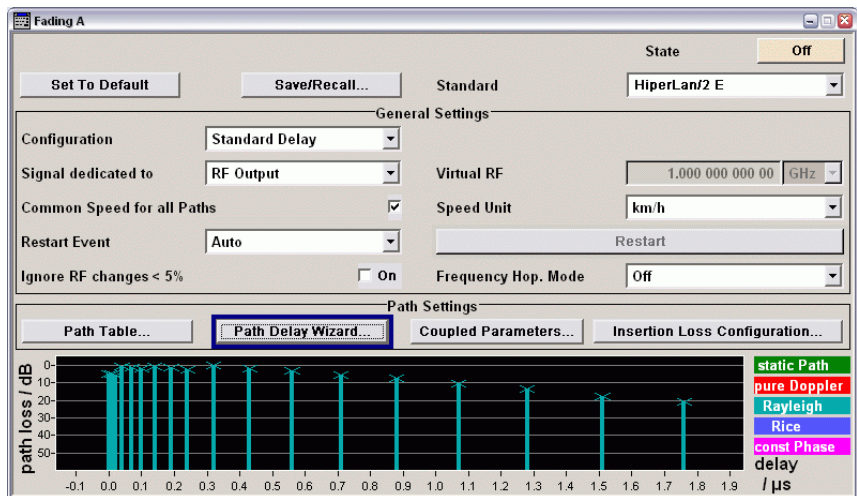 Fading A
State Off
Set To Default Save/Recall... Standard HiperLan/2 E
General Settings
Configuration Standard Delay
Signal dedicated to RF Output Virtual RF 1.000 000 000 00 GHz
Common Speed for all Paths Speed Unit km/h
Restart Event Auto Restart
Ignore RF changes < 5% On Frequency Hop. Mode Off
Path Settings
Path Table... Path Delay Wizard... Coupled Parameters... Insertion Loss Configuration...
path loss / dB
0-
10-
20-
30-
40-
50-
-0.1 0.0 0.1 0.2 0.3 0.4 0.5 0.6 0.7 0.8 0.9 1.0 1.1 1.2 1.3 1.4 1.5 1.6 1.7 1.8 1.9
static Path
pure Doppler
Rayleigh
Rice
const Phase
delay
/ µs